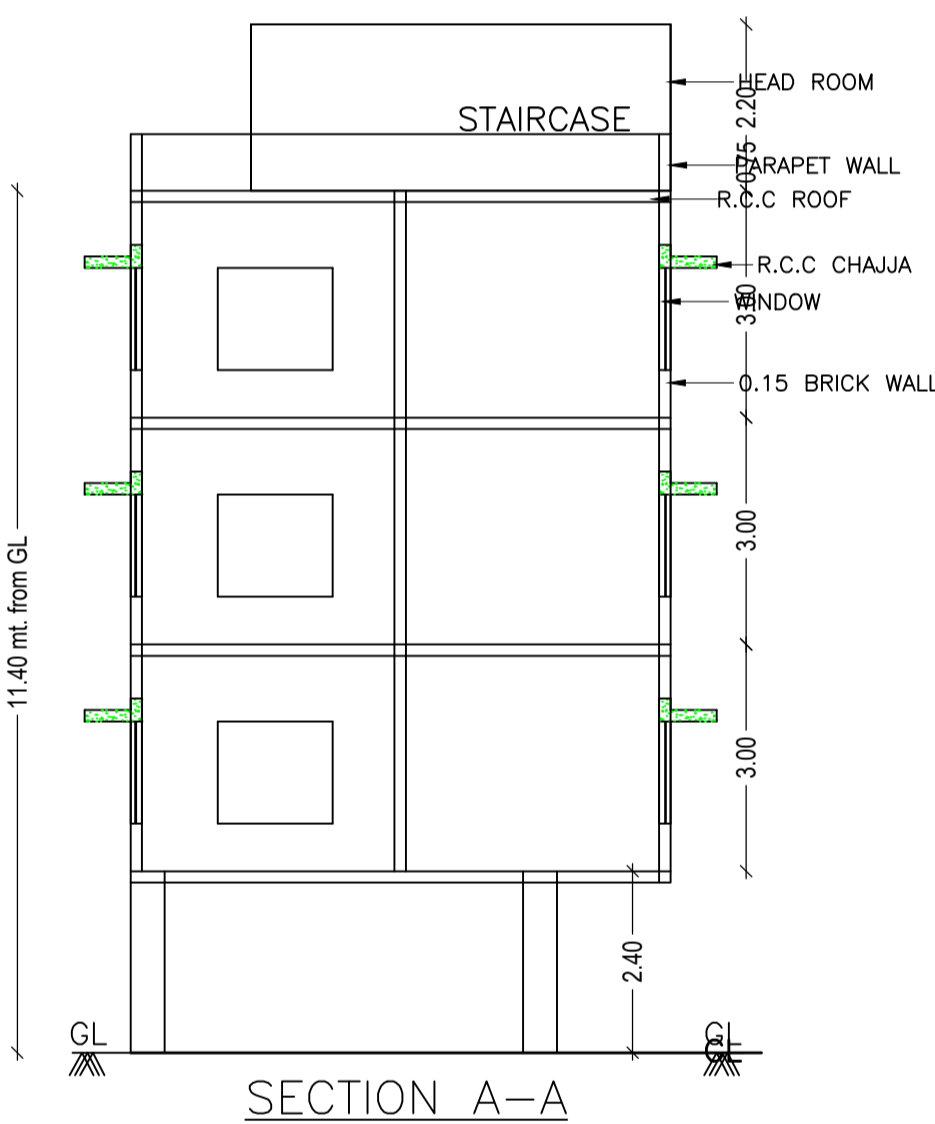 HEAD ROOM
2.20
STAIRCASE
0.75
PARAPET WALL
R.C.C ROOF
R.C.C CHAJJA
WINDOW
3.00
0.15 BRICK WALL
3.00
11.40 mt. from GL
3.00
2.40
GL
GL
GL
SECTION A-A